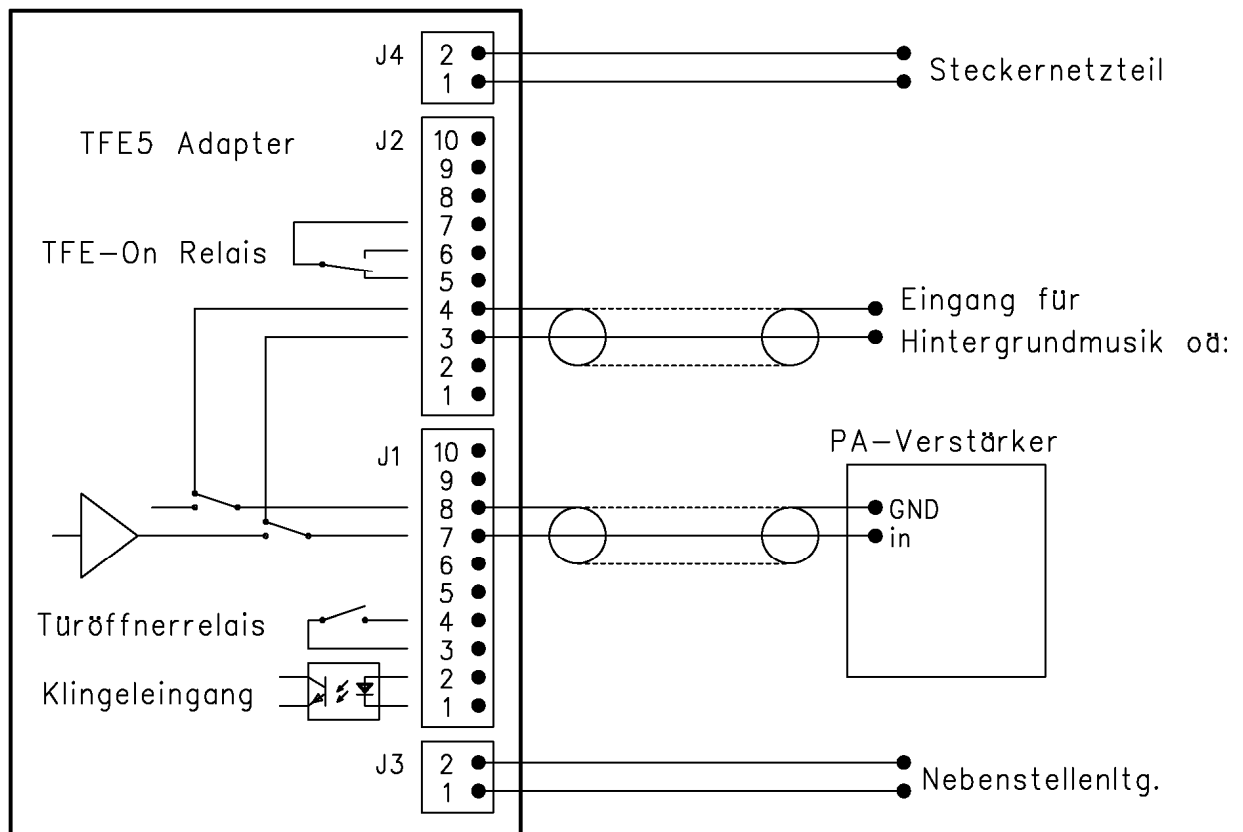 J4
2
1
Steckernetzteil
TFE5 Adapter
J2
10
9
8
7
6
5
4
3
2
1
TFE-On Relais
Eingang für
Hintergrundmusik oä:
PA-Verstärker
GND
in
J1
10
9
8
7
6
5
4
3
2
1
Türöffnerrelais
Klingeleingang
J3
2
1
Nebenstellenltg.